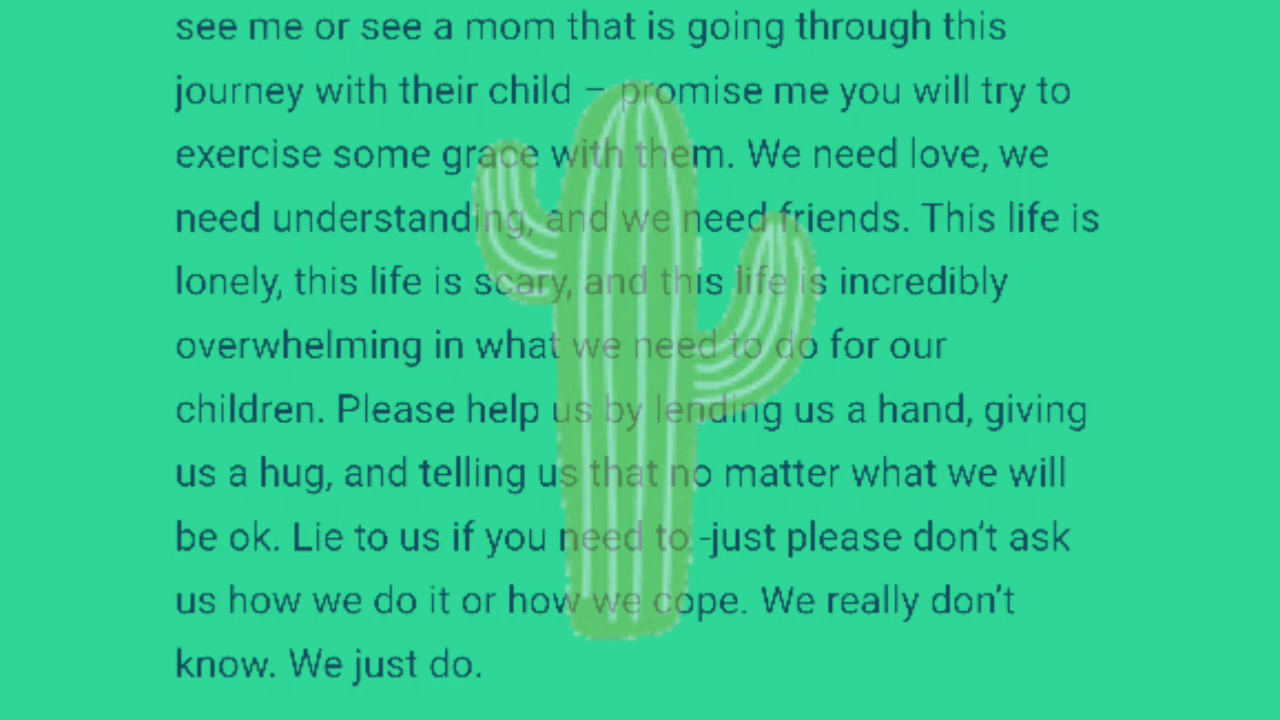 see me or see a mom that is going through this
journey with their child – promise me you will try to
exercise some grace with them. We need love, we
need understanding, and we need friends. This life is
lonely, this life is scary, and this life is incredibly
overwhelming in what we need to do for our
children. Please help us by lending us a hand, giving
us a hug, and telling us that no matter what we will
be ok. Lie to us if you need to -just please don’t ask
us how we do it or how we cope. We really don’t
know. We just do.